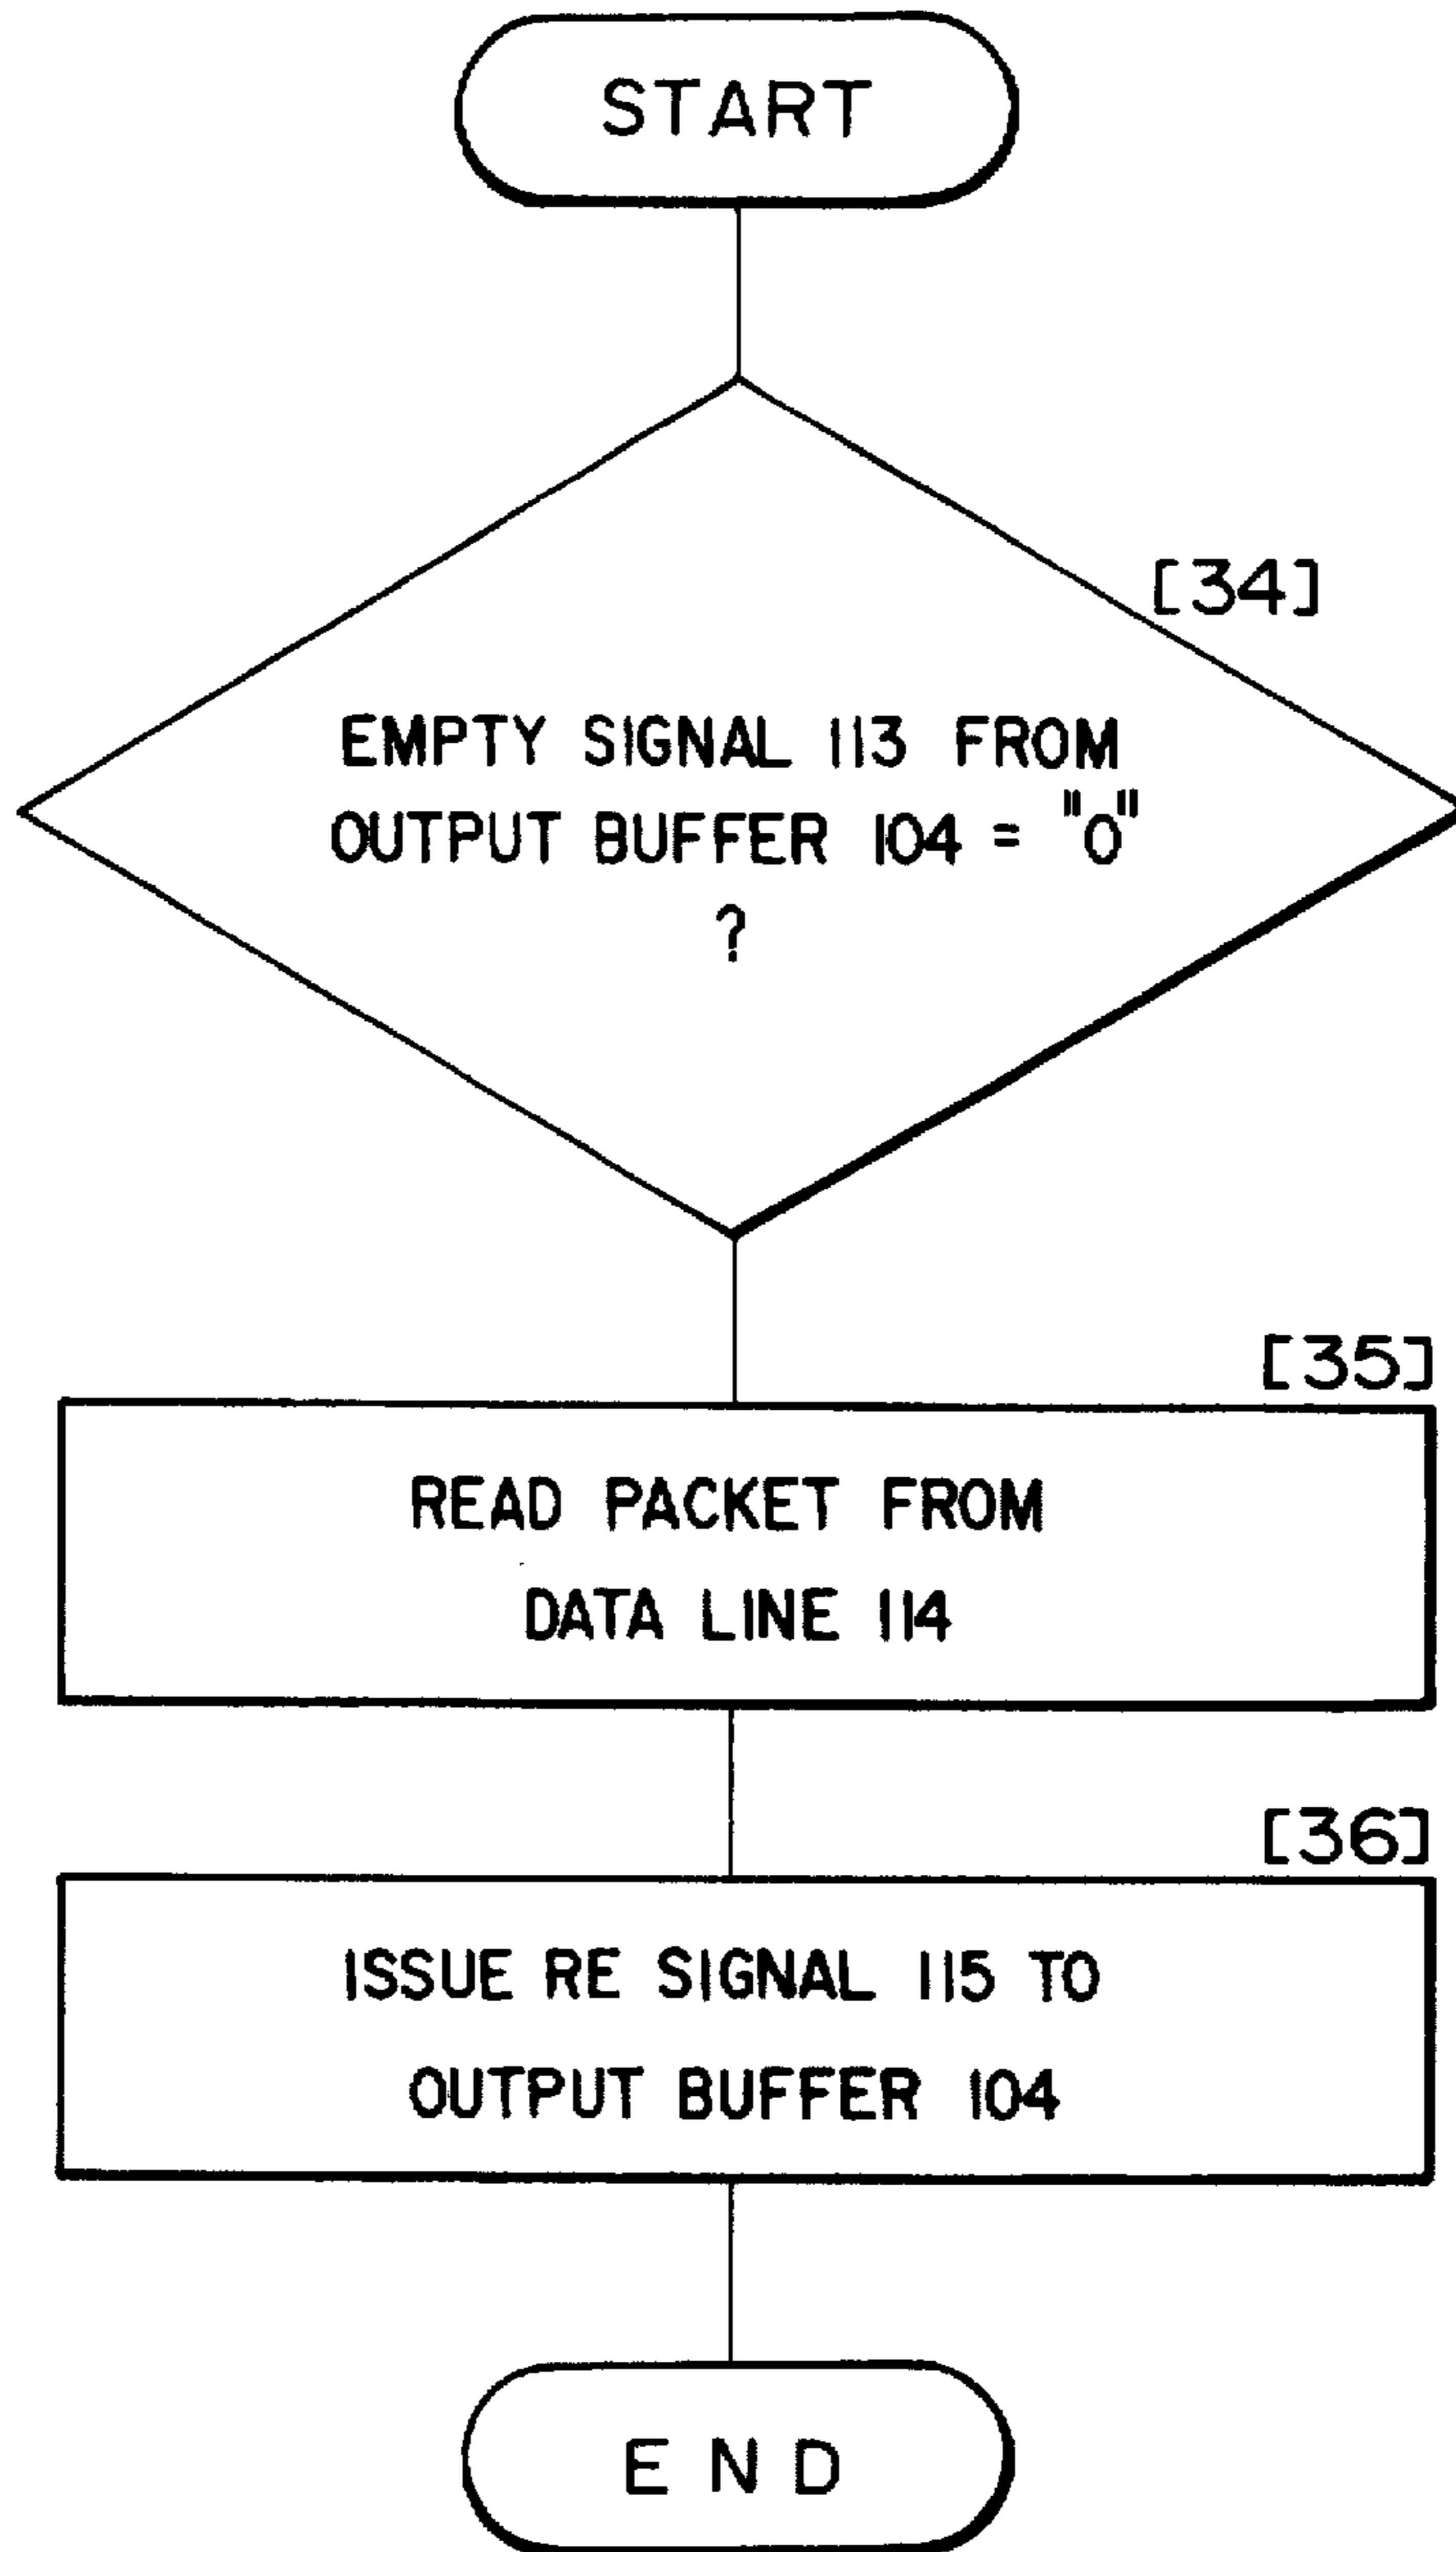 START
[34]
EMPTY SIGNAL 113 FROM
OUTPUT BUFFER 104 = "0"
?
[35]
READ PACKET FROM
DATA LINE 114
[36]
ISSUE RE SIGNAL 115 TO
OUTPUT BUFFER 104
END